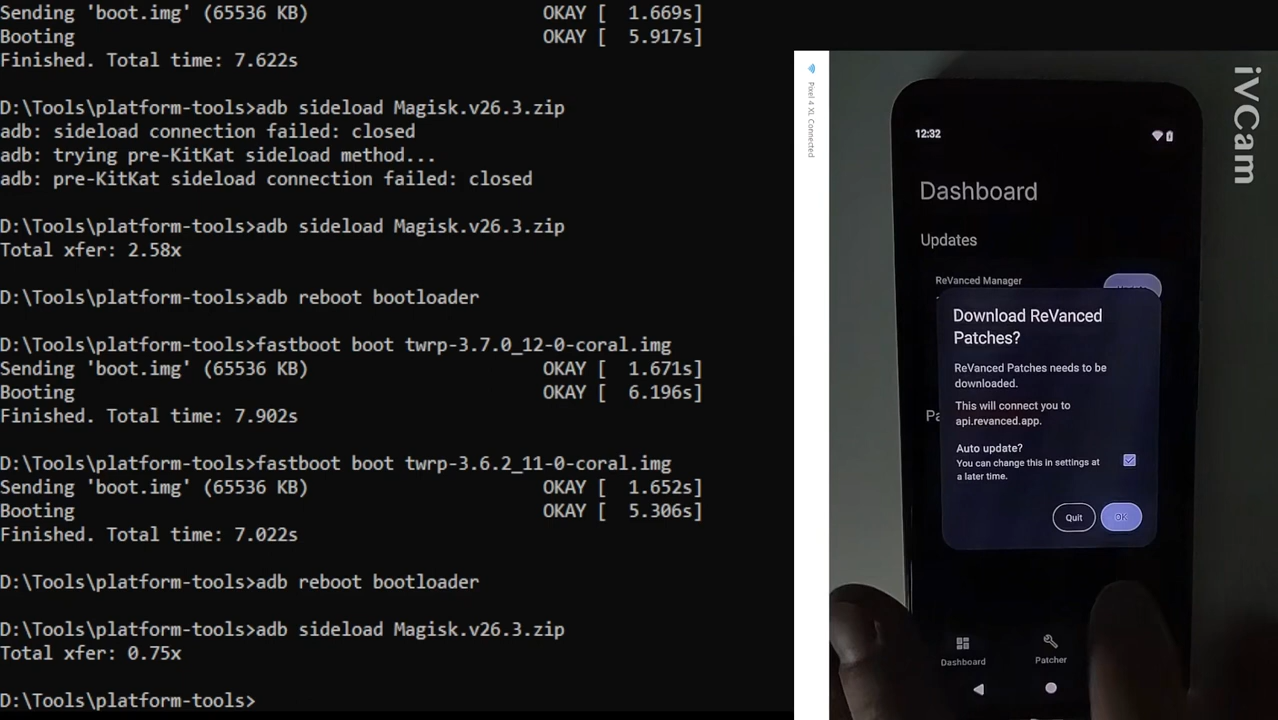 Sending 'boot.img' (65536 KB)                    OKAY [  1.669s]
Booting                                          OKAY [  5.917s]
Finished. Total time: 7.622s
D:\Tools\platform-tools>adb sideload Magisk.v26.3.zip
adb: sideload connection failed: closed
adb: trying pre-KitKat sideload method...
adb: pre-KitKat sideload connection failed: closed
D:\Tools\platform-tools>adb sideload Magisk.v26.3.zip
Total xfer: 2.58x
D:\Tools\platform-tools>adb reboot bootloader
D:\Tools\platform-tools>fastboot boot twrp-3.7.0_12-0-coral.img
Sending 'boot.img' (65536 KB)                    OKAY [  1.671s]
Booting                                          OKAY [  6.196s]
Finished. Total time: 7.902s
D:\Tools\platform-tools>fastboot boot twrp-3.6.2_11-0-coral.img
Sending 'boot.img' (65536 KB)                    OKAY [  1.652s]
Booting                                          OKAY [  5.306s]
Finished. Total time: 7.022s
D:\Tools\platform-tools>adb reboot bootloader
D:\Tools\platform-tools>adb sideload Magisk.v26.3.zip
Total xfer: 0.75x
D:\Tools\platform-tools>
Pixel 4 XL Connected
iVCam
12:32
Dashboard
Updates
ReVanced Manager
Download ReVanced
Patches?
ReVanced Patches needs to be
downloaded.
This will connect you to
api.revanced.app.
Auto update?
You can change this in settings at
a later time.
Quit
OK
Dashboard
Patcher